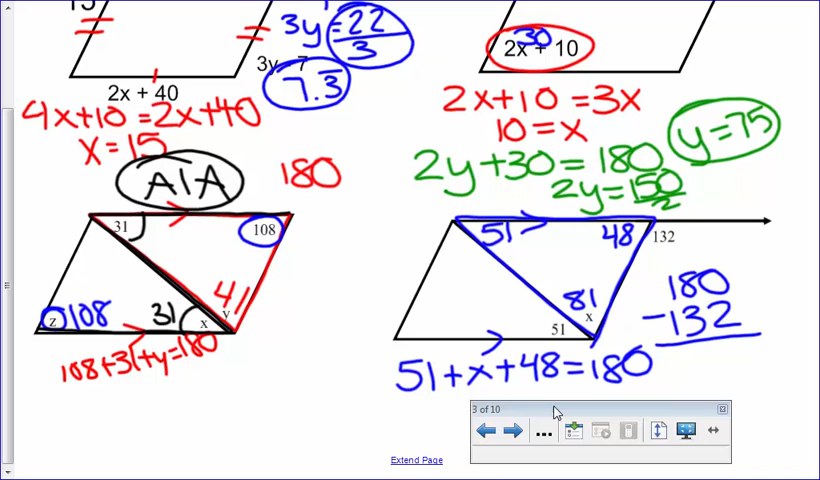 3y = 22
3
3y - 7
7.3
2x + 40
4x+10 = 2x+40
x = 15
30
2x + 10
2x+10 = 3x
10 = x
2y+30 = 180
2y = 150
2
y = 75
AIA
180
31
108
z
108
31
41
x
y
108+31+y=180
51
48
132
81
x
51
180
-132
51+x+48=180
3 of 10
...
Extend Page